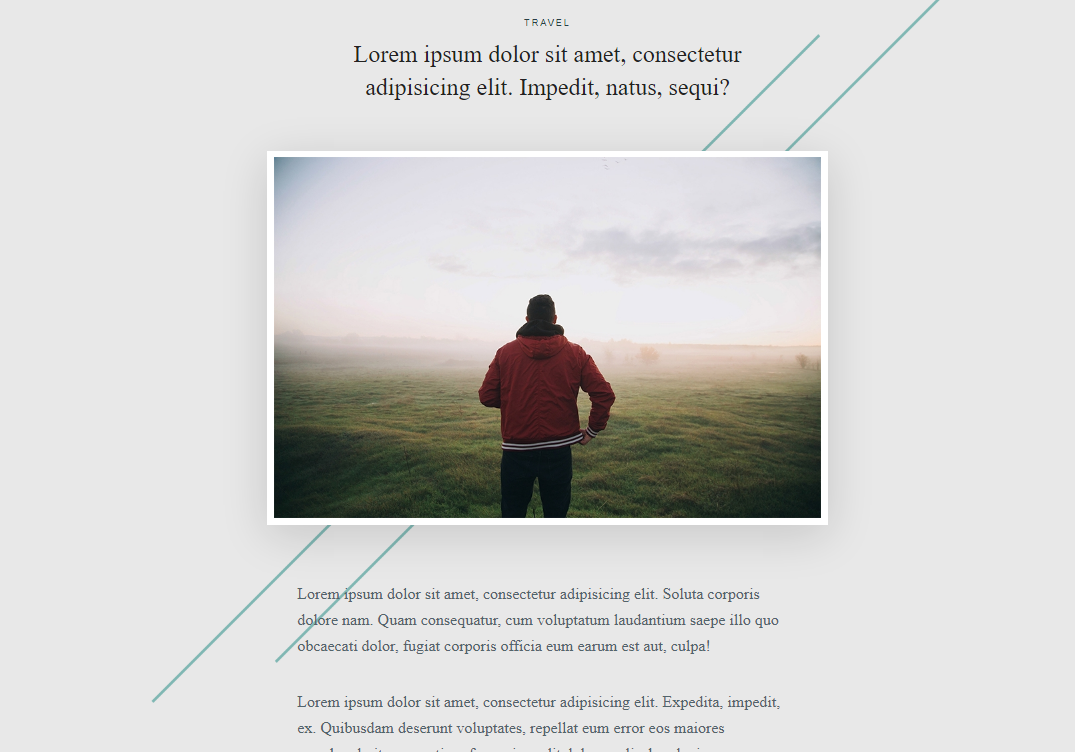 TRAVEL
Lorem ipsum dolor sit amet, consectetur
adipisicing elit. Impedit, natus, sequi?
Lorem ipsum dolor sit amet, consectetur adipisicing elit. Soluta corporis
dolore nam. Quam consequatur, cum voluptatum laudantium saepe illo quo
obcaecati dolor, fugiat corporis officia eum earum est aut, culpa!
Lorem ipsum dolor sit amet, consectetur adipisicing elit. Expedita, impedit,
ex. Quibusdam deserunt voluptates, repellat eum error eos maiores